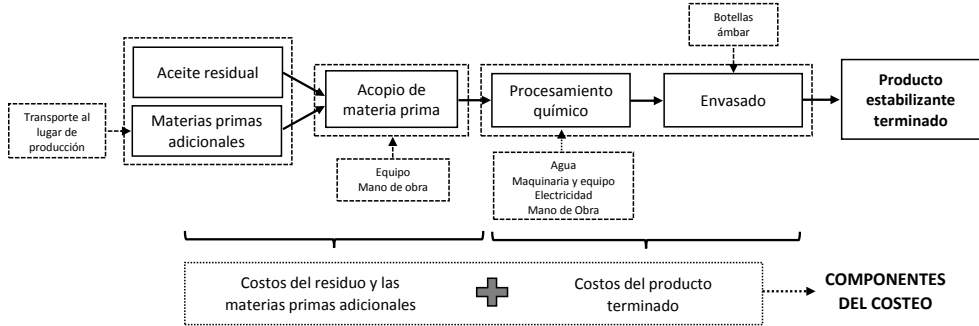 Botellas
ámbar
Aceite residual
Materias primas
adicionales
Transporte al
lugar de
producción
Acopio de
materia prima
Procesamiento
químico
Envasado
Producto
estabilizante
terminado
Equipo
Mano de obra
Agua
Maquinaria y equipo
Electricidad
Mano de Obra
Costos del residuo y las
materias primas adicionales
Costos del producto
terminado
COMPONENTES
DEL COSTEO